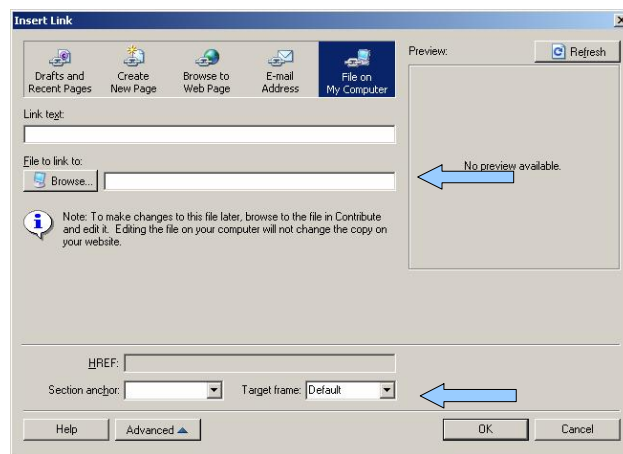 Insert Link
Drafts and
Recent Pages
Create
New Page
Browse to
Web Page
E-mail
Address
File on
My Computer
Preview:
Refresh
Link text:
File to link to:
Browse...
No preview available.
Note: To make changes to this file later, browse to the file in Contribute
and edit it. Editing the file on your computer will not change the copy on
your website.
HREF:
Section anchor:
Target frame: Default
Help
Advanced
OK
Cancel